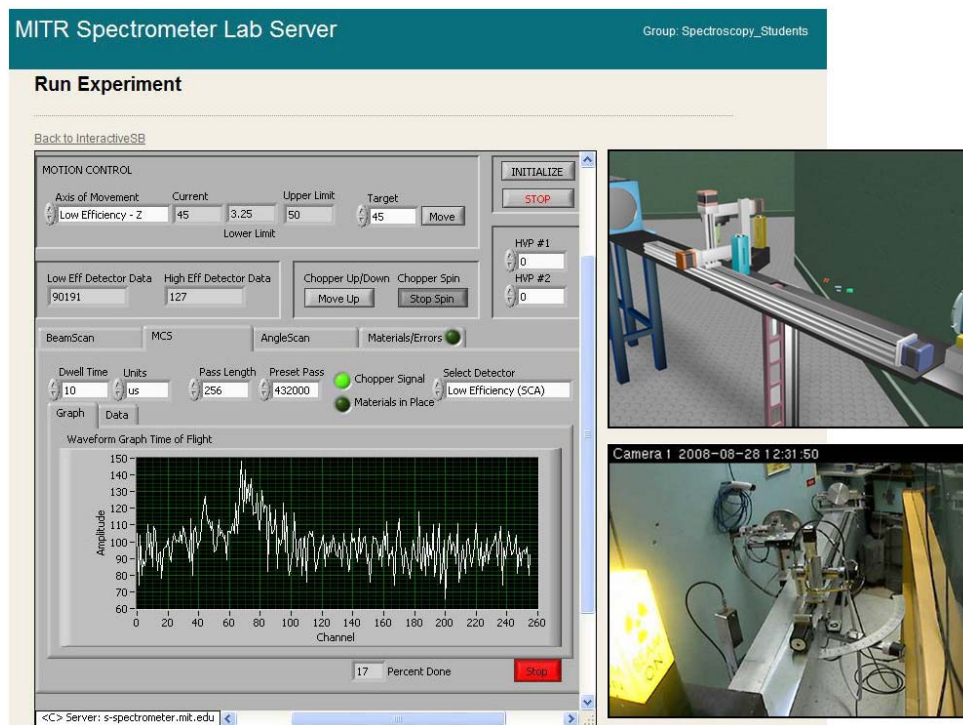 MITR Spectrometer Lab Server
Group: Spectroscopy_Students
Run Experiment
Back to InteractiveSB
MOTION CONTROL
Axis of Movement Current Upper Limit Target
Low Efficiency - Z 45 3.25 50 45 Move
Lower Limit
INITIALIZE
STOP
Low Eff Detector Data High Eff Detector Data
90191 127
Chopper Up/Down Chopper Spin
Move Up Stop Spin
HVP #1
0
HVP #2
0
BeamScan MCS AngleScan Materials/Errors
Dwell Time Units Pass Length Preset Pass Chopper Signal Select Detector
10 us 256 432000 Materials in Place Low Efficiency (SCA)
Graph Data
Waveform Graph Time of Flight
150
140
130
120
110
100
90
80
70
60
Amplitude
0 20 40 60 80 100 120 140 160 180 200 220 240 260
Channel
17 Percent Done Stop
<C> Server: s-spectrometer.mit.edu
Camera 1 2008-08-28 12:31:50